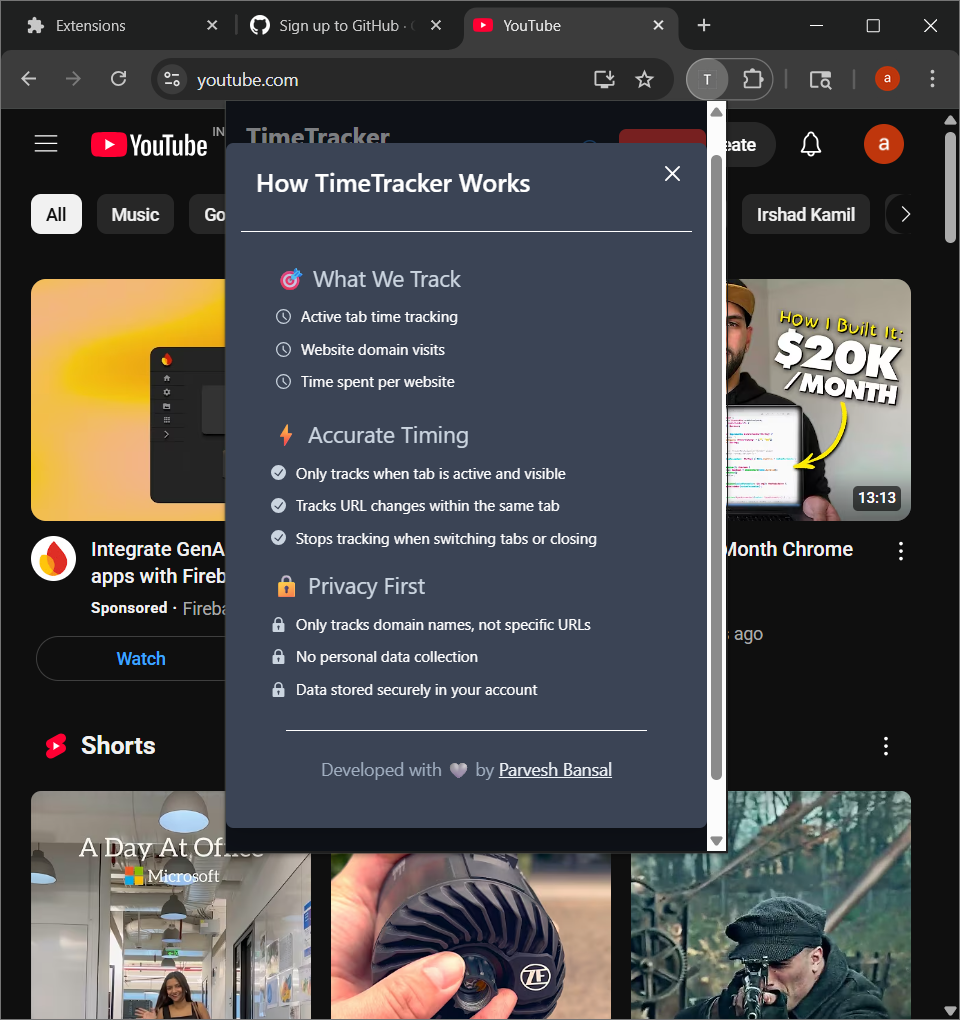 Extensions
Sign up to GitHub ·
YouTube
youtube.com
T
a
YouTube
IN
TimeTracker
eate
a
All
Music
Go
Irshad Kamil
How TimeTracker Works
What We Track
Active tab time tracking
Website domain visits
Time spent per website
Accurate Timing
Only tracks when tab is active and visible
Tracks URL changes within the same tab
Stops tracking when switching tabs or closing
Privacy First
Only tracks domain names, not specific URLs
No personal data collection
Data stored securely in your account
Developed with 🩶 by Parvesh Bansal
How I Built It:
$20K
/MONTH
13:13
Integrate GenA
apps with Fireb
Sponsored · Fireba
Watch
Month Chrome
ago
Shorts
A Day At Office
Microsoft
ZF